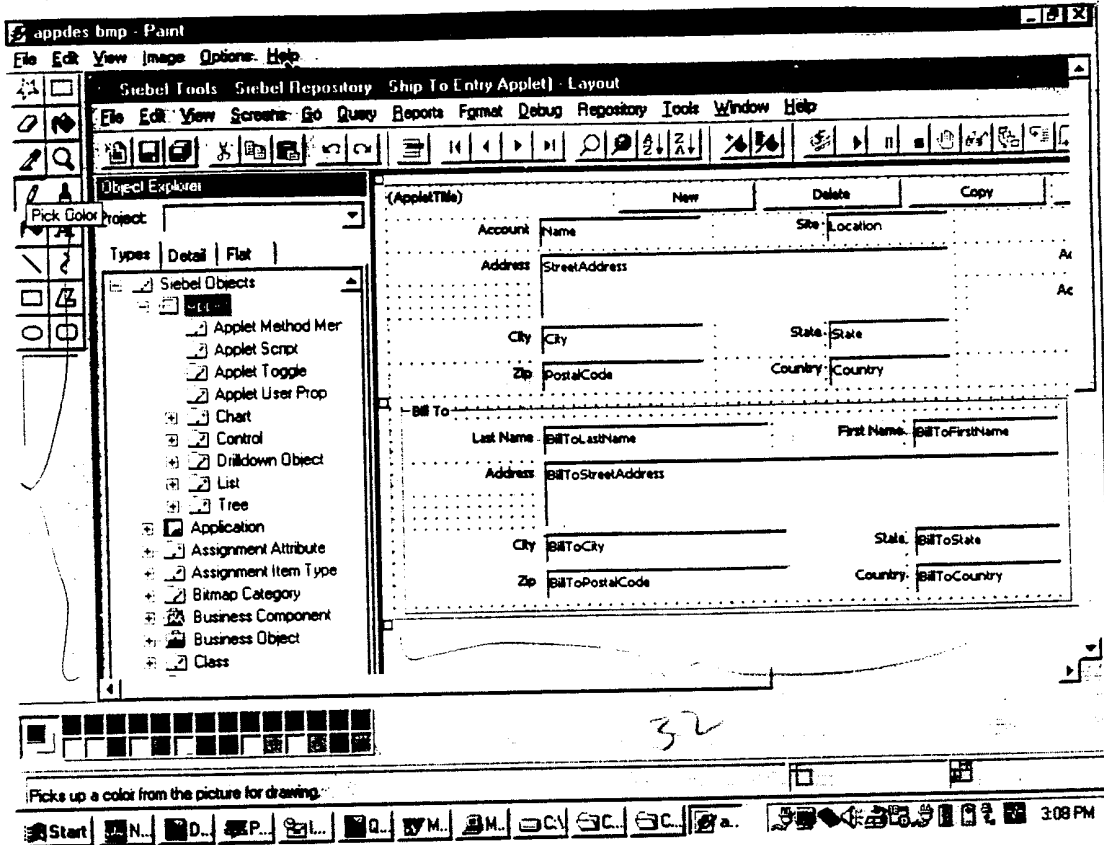 appdes bmp - Paint
File Edit View Image Options Help
Siebel Tools Siebel Repository Ship To Entry Applet] - Layout
File Edit View Screens Go Query Reports Format Debug Repository Tools Window Help
Object Explorer
Pick Color
Project:
Types Detail Flat
Siebel Objects
Applet Method Mer
Applet Script
Applet Toggle
Applet User Prop
Chart
Control
Drilldown Object
List
Tree
Application
Assignment Attribute
Assignment Item Type
Bitmap Category
Business Component
Business Object
Class
(AppletTitle) New Delete Copy
Account Name Site Location
Address StreetAddress
Ac
Ac
City City State State
Zip PostalCode Country Country
Bill To
Last Name BillToLastName First Name BillToFirstName
Address BillToStreetAddress
City BillToCity State BillToState
Zip BillToPostalCode Country BillToCountry
32
Picks up a color from the picture for drawing.
Start N... D... P... I... Q... M... M... C:\ C... C... a.. 3:08 PM